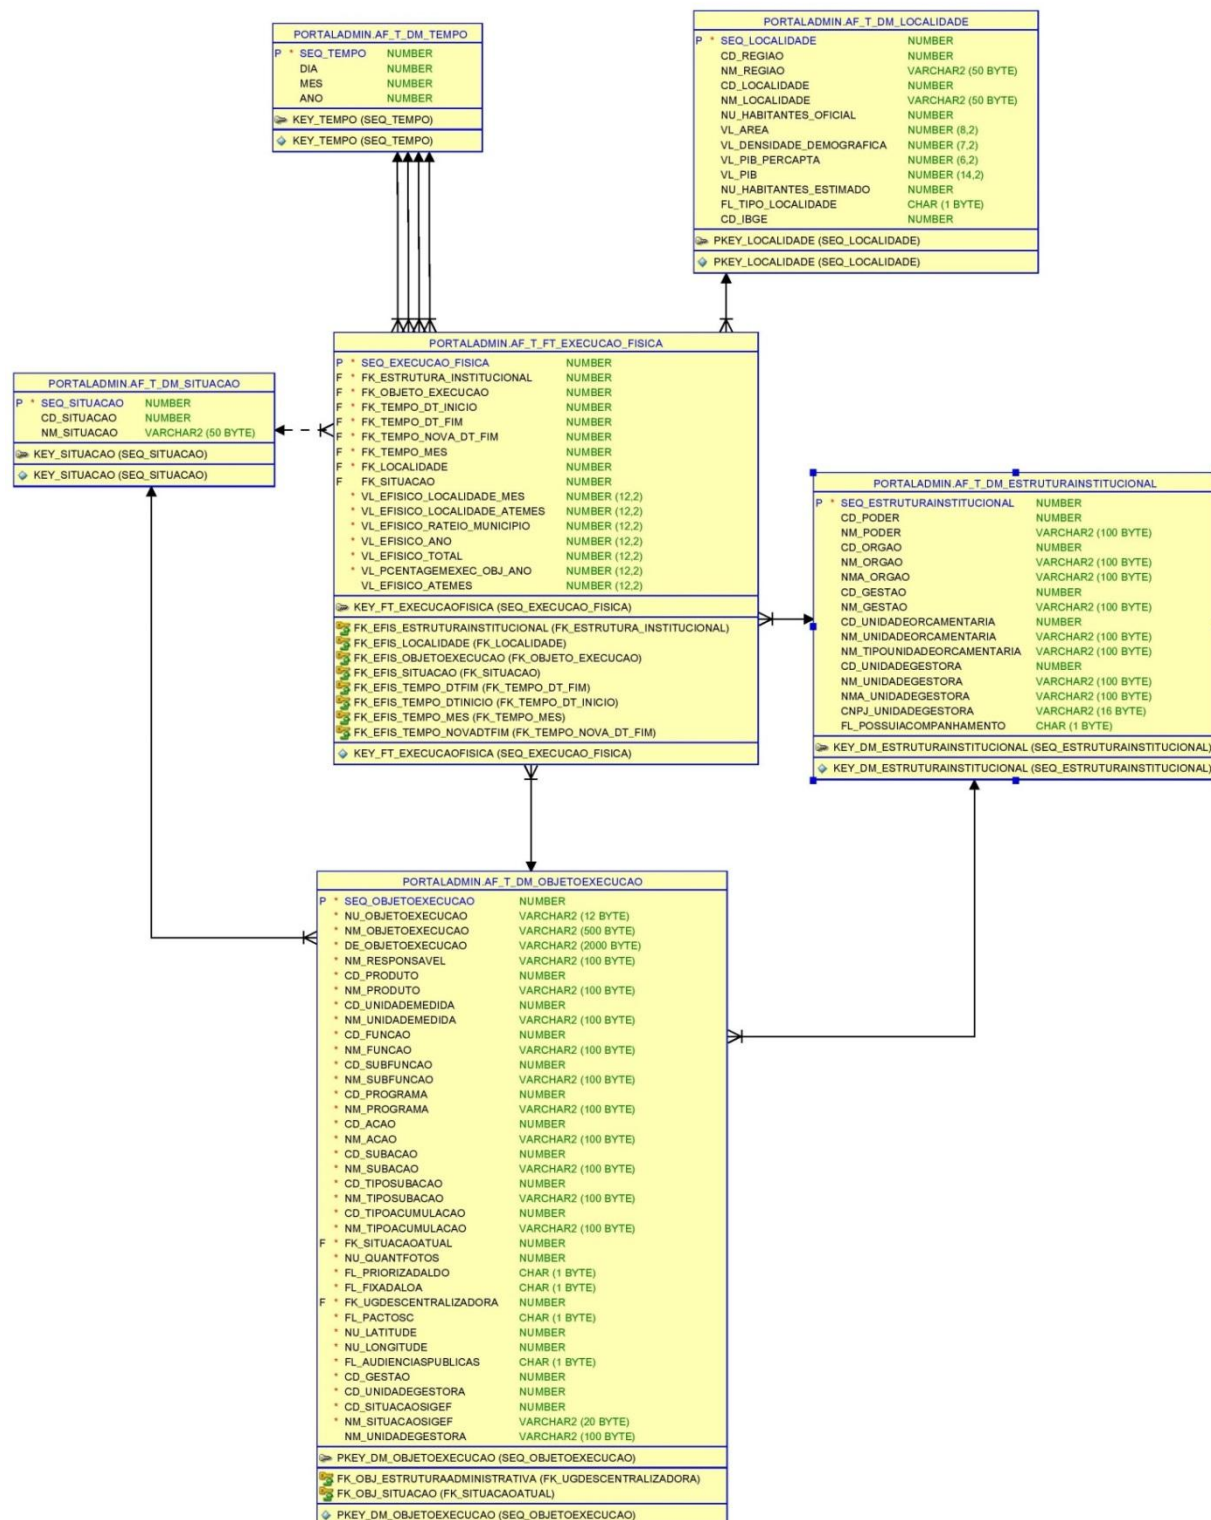 PORTALADMIN.AF_T_DM_TEMPO
P * SEQ_TEMPO NUMBER
DIA NUMBER
MES NUMBER
ANO NUMBER
KEY_TEMPO (SEQ_TEMPO)
KEY_TEMPO (SEQ_TEMPO)
PORTALADMIN.AF_T_DM_LOCALIDADE
P * SEQ_LOCALIDADE NUMBER
CD_REGIAO NUMBER
NM_REGIAO VARCHAR2 (50 BYTE)
CD_LOCALIDADE NUMBER
NM_LOCALIDADE VARCHAR2 (50 BYTE)
NU_HABITANTES_OFICIAL NUMBER
VL_AREA NUMBER (8,2)
VL_DENSIDADE_DEMOGRAFICA NUMBER (7,2)
VL_PIB_PERCAPTA NUMBER (6,2)
VL_PIB NUMBER (14,2)
NU_HABITANTES_ESTIMADO NUMBER
FL_TIPO_LOCALIDADE CHAR (1 BYTE)
CD_IBGE NUMBER
PKEY_LOCALIDADE (SEQ_LOCALIDADE)
PKEY_LOCALIDADE (SEQ_LOCALIDADE)
PORTALADMIN.AF_T_FT_EXECUCAO_FISICA
P * SEQ_EXECUCAO_FISICA NUMBER
F * FK_ESTRUTURA_INSTITUCIONAL NUMBER
F * FK_OBJETO_EXECUCAO NUMBER
F * FK_TEMPO_DT_INICIO NUMBER
F * FK_TEMPO_DT_FIM NUMBER
F * FK_TEMPO_NOVA_DT_FIM NUMBER
F * FK_TEMPO_MES NUMBER
F * FK_LOCALIDADE NUMBER
F FK_SITUACAO NUMBER
* VL_EFISICO_LOCALIDADE_MES NUMBER (12,2)
* VL_EFISICO_LOCALIDADE_ATEMES NUMBER (12,2)
* VL_EFISICO_RATEIO_MUNICIPIO NUMBER (12,2)
* VL_EFISICO_ANO NUMBER (12,2)
* VL_EFISICO_TOTAL NUMBER (12,2)
* VL_PCENTAGEMEXEC_OBJ_ANO NUMBER (12,2)
VL_EFISICO_ATEMES NUMBER (12,2)
KEY_FT_EXECUCAOFISICA (SEQ_EXECUCAO_FISICA)
FK_EFIS_ESTRUTURAINSTITUCIONAL (FK_ESTRUTURA_INSTITUCIONAL)
FK_EFIS_LOCALIDADE (FK_LOCALIDADE)
FK_EFIS_OBJETOEXECUCAO (FK_OBJETO_EXECUCAO)
FK_EFIS_SITUACAO (FK_SITUACAO)
FK_EFIS_TEMPO_DTFIM (FK_TEMPO_DT_FIM)
FK_EFIS_TEMPO_DTINICIO (FK_TEMPO_DT_INICIO)
FK_EFIS_TEMPO_MES (FK_TEMPO_MES)
FK_EFIS_TEMPO_NOVADTFIM (FK_TEMPO_NOVA_DT_FIM)
KEY_FT_EXECUCAOFISICA (SEQ_EXECUCAO_FISICA)
PORTALADMIN.AF_T_DM_SITUACAO
P * SEQ_SITUACAO NUMBER
CD_SITUACAO NUMBER
NM_SITUACAO VARCHAR2 (50 BYTE)
KEY_SITUACAO (SEQ_SITUACAO)
KEY_SITUACAO (SEQ_SITUACAO)
PORTALADMIN.AF_T_DM_ESTRUTURAINSTITUCIONAL
P * SEQ_ESTRUTURAINSTITUCIONAL NUMBER
CD_PODER NUMBER
NM_PODER VARCHAR2 (100 BYTE)
CD_ORGAO NUMBER
NM_ORGAO VARCHAR2 (100 BYTE)
NMA_ORGAO VARCHAR2 (100 BYTE)
CD_GESTAO NUMBER
NM_GESTAO VARCHAR2 (100 BYTE)
CD_UNIDADEORCAMENTARIA NUMBER
NM_UNIDADEORCAMENTARIA VARCHAR2 (100 BYTE)
NM_TIPOUNIDADEORCAMENTARIA VARCHAR2 (100 BYTE)
CD_UNIDADEGESTORA NUMBER
NM_UNIDADEGESTORA VARCHAR2 (100 BYTE)
NMA_UNIDADEGESTORA VARCHAR2 (100 BYTE)
CNPJ_UNIDADEGESTORA VARCHAR2 (16 BYTE)
FL_POSSUIACOMPANHAMENTO CHAR (1 BYTE)
KEY_DM_ESTRUTURAINSTITUCIONAL (SEQ_ESTRUTURAINSTITUCIONAL)
KEY_DM_ESTRUTURAINSTITUCIONAL (SEQ_ESTRUTURAINSTITUCIONAL)
PORTALADMIN.AF_T_DM_OBJETOEXECUCAO
P * SEQ_OBJETOEXECUCAO NUMBER
* NU_OBJETOEXECUCAO VARCHAR2 (12 BYTE)
* NM_OBJETOEXECUCAO VARCHAR2 (500 BYTE)
* DE_OBJETOEXECUCAO VARCHAR2 (2000 BYTE)
* NM_RESPONSAVEL VARCHAR2 (100 BYTE)
* CD_PRODUTO NUMBER
* NM_PRODUTO VARCHAR2 (100 BYTE)
* CD_UNIDADEMEDIDA NUMBER
* NM_UNIDADEMEDIDA VARCHAR2 (100 BYTE)
* CD_FUNCAO NUMBER
* NM_FUNCAO VARCHAR2 (100 BYTE)
* CD_SUBFUNCAO NUMBER
* NM_SUBFUNCAO VARCHAR2 (100 BYTE)
* CD_PROGRAMA NUMBER
* NM_PROGRAMA VARCHAR2 (100 BYTE)
* CD_ACAO NUMBER
* NM_ACAO VARCHAR2 (100 BYTE)
* CD_SUBACAO NUMBER
* NM_SUBACAO VARCHAR2 (100 BYTE)
* CD_TIPOSUBACAO NUMBER
* NM_TIPOSUBACAO VARCHAR2 (100 BYTE)
* CD_TIPOACUMULACAO NUMBER
* NM_TIPOACUMULACAO VARCHAR2 (100 BYTE)
F * FK_SITUACAOATUAL NUMBER
* NU_QUANTFOTOS NUMBER
* FL_PRIORIZADALDO CHAR (1 BYTE)
* FL_FIXADALOA CHAR (1 BYTE)
F * FK_UGDESCENTRALIZADORA NUMBER
* FL_PACTOSC CHAR (1 BYTE)
* NU_LATITUDE NUMBER
* NU_LONGITUDE NUMBER
* FL_AUDIENCIASPUBLICAS CHAR (1 BYTE)
* CD_GESTAO NUMBER
* CD_UNIDADEGESTORA NUMBER
* CD_SITUACAOSIGEF NUMBER
* NM_SITUACAOSIGEF VARCHAR2 (20 BYTE)
NM_UNIDADEGESTORA VARCHAR2 (100 BYTE)
PKEY_DM_OBJETOEXECUCAO (SEQ_OBJETOEXECUCAO)
FK_OBJ_ESTRUTURAADMINISTRATIVA (FK_UGDESCENTRALIZADORA)
FK_OBJ_SITUACAO (FK_SITUACAOATUAL)
PKEY_DM_OBJETOEXECUCAO (SEQ_OBJETOEXECUCAO)